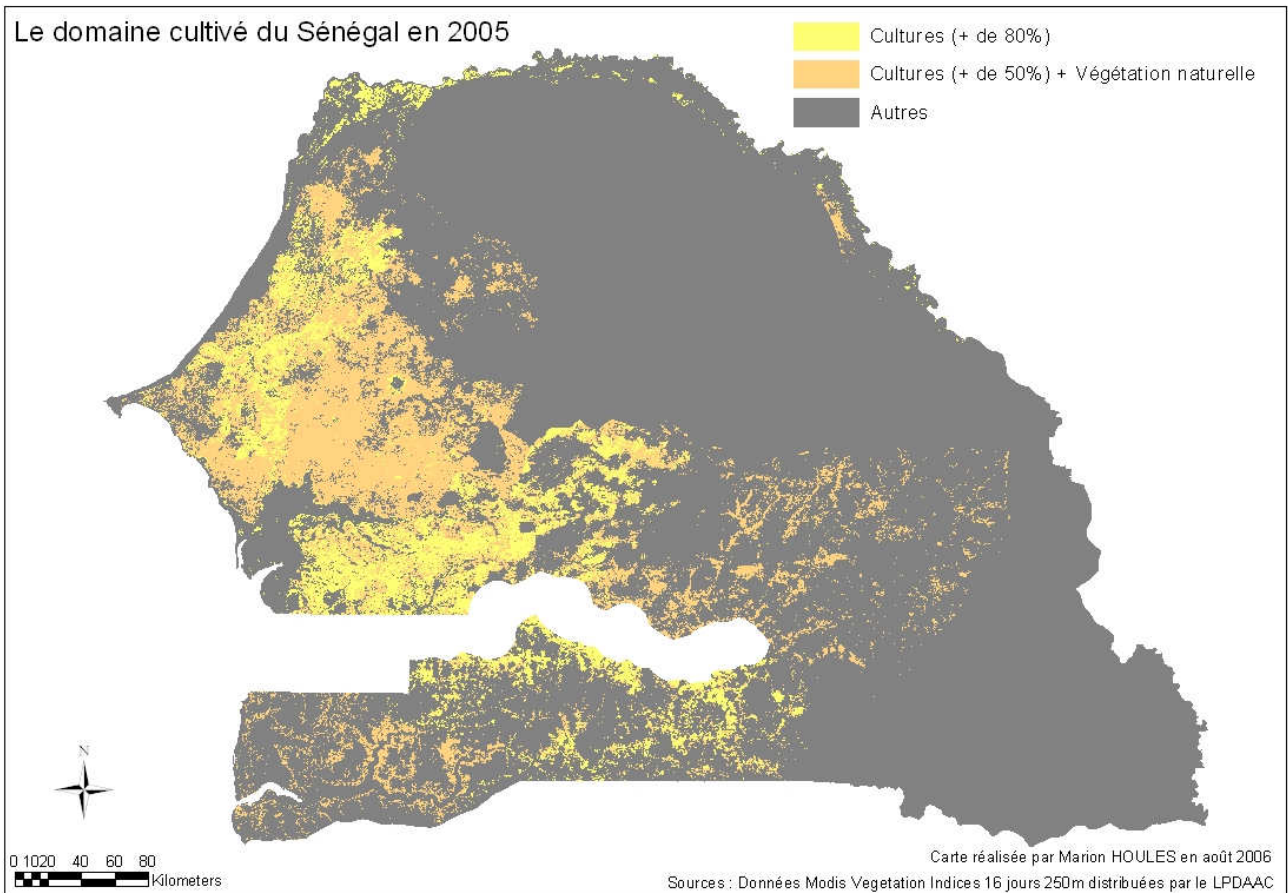 Le domaine cultivé du Sénégal en 2005
Cultures (+ de 80%)
Cultures (+ de 50%) + Végétation naturelle
Autres
N
0 10 20 40 60 80
Kilometers
Carte réalisée par Marion HOULES en août 2006
Sources : Données Modis Vegetation Indices 16 jours 250m distribuées par le LPDAAC